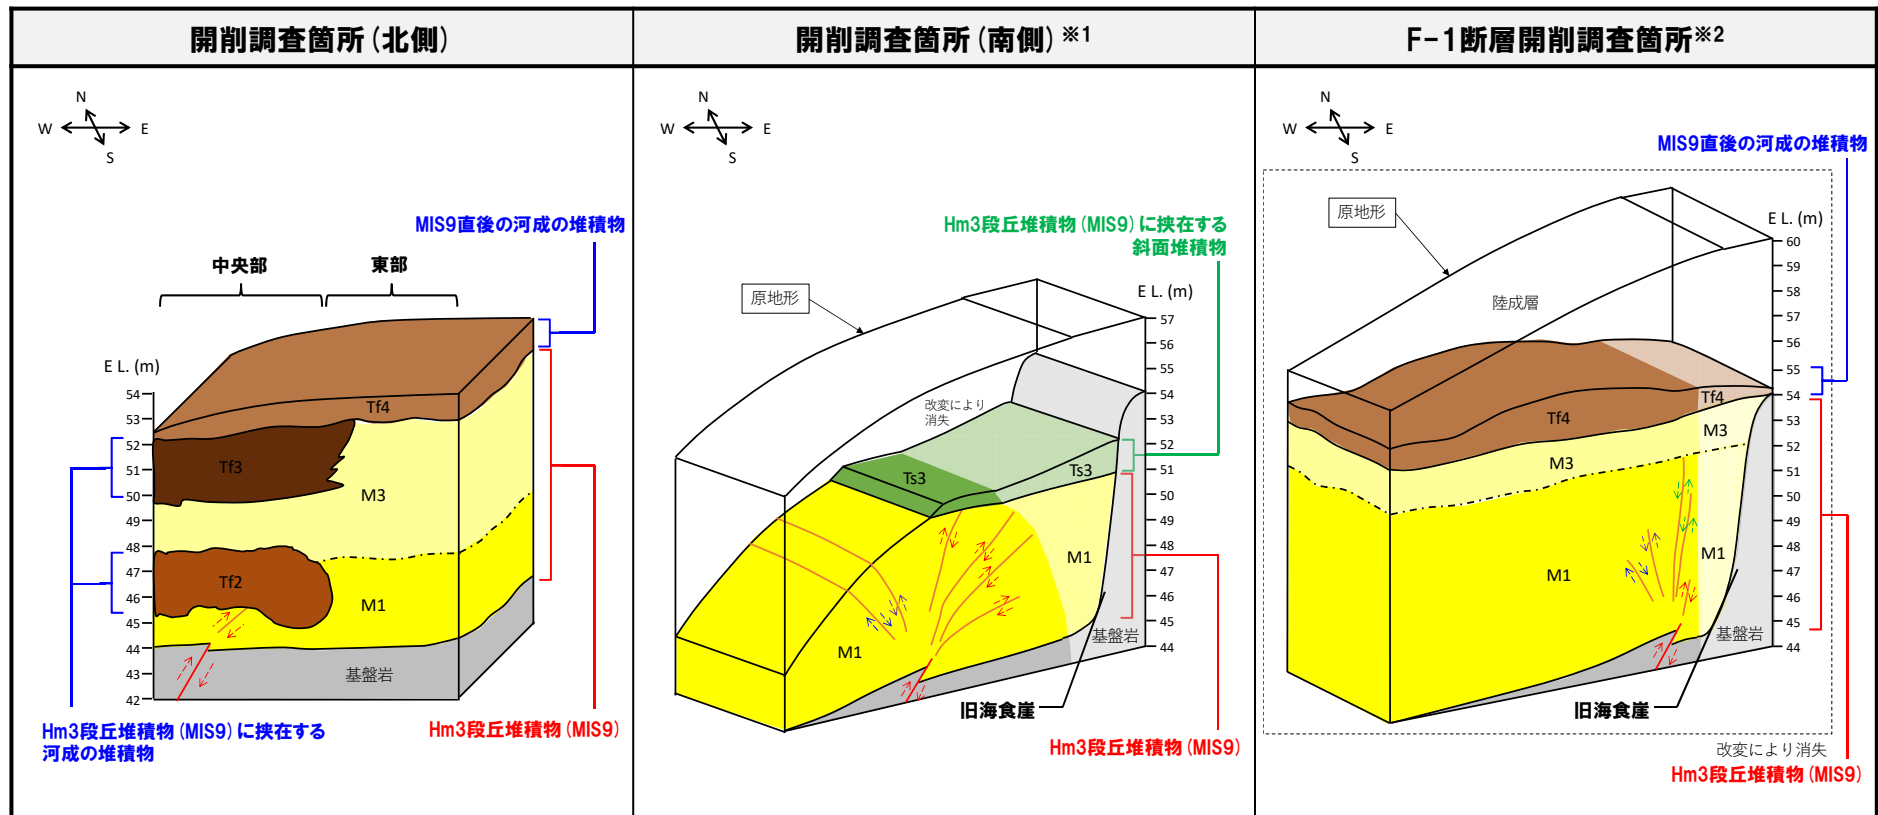 開削調査箇所(北側)
開削調査箇所(南側)※1
F-1断層開削調査箇所※2
N
W
E
S
MIS9直後の河成の堆積物
中央部
東部
E L. (m)
54
53
52
51
50
49
48
47
46
45
44
43
42
Tf4
Tf3
M3
Tf2
M1
基盤岩
Hm3段丘堆積物(MIS9)に挟在する
河成の堆積物
Hm3段丘堆積物(MIS9)
N
W
E
S
Hm3段丘堆積物(MIS9)に挟在する
斜面堆積物
原地形
E L. (m)
57
56
55
54
53
52
51
50
49
48
47
46
45
44
改変により
消失
Ts3
Ts3
M1
M1
基盤岩
旧海食崖
Hm3段丘堆積物(MIS9)
N
W
E
S
MIS9直後の河成の堆積物
原地形
E L. (m)
60
59
58
57
56
55
54
53
52
51
50
49
48
47
46
45
44
陸成層
Tf4
Tf4
M3
M3
M1
M1
基盤岩
旧海食崖
改変により消失
Hm3段丘堆積物(MIS9)